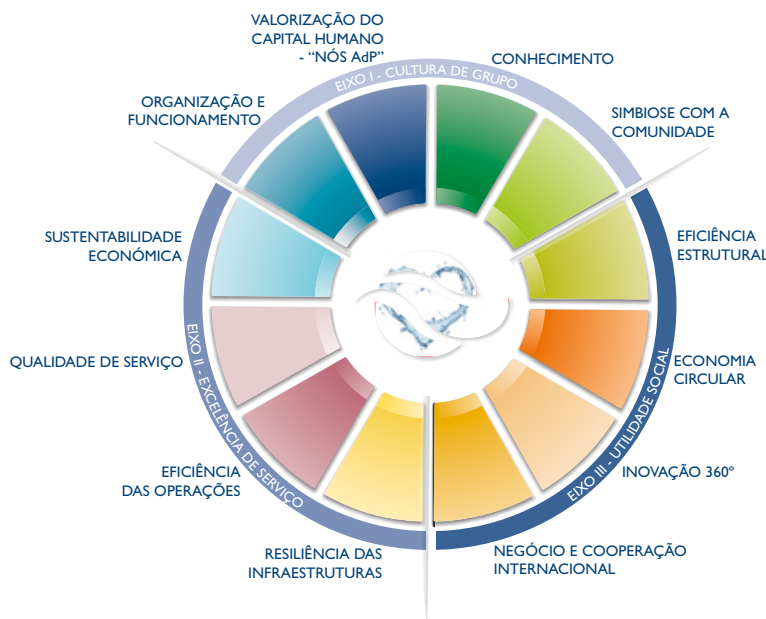 VALORIZAÇÃO DO
CAPITAL HUMANO
- “NÓS AdP”
CONHECIMENTO
EIXO I - CULTURA DE GRUPO
ORGANIZAÇÃO E
FUNCIONAMENTO
SIMBIOSE COM A
COMUNIDADE
SUSTENTABILIDADE
ECONÓMICA
EFICIÊNCIA
ESTRUTURAL
QUALIDADE DE SERVIÇO
ECONOMIA
CIRCULAR
EIXO II - EXCELÊNCIA DE SERVIÇO
EIXO III - UTILIDADE SOCIAL
EFICIÊNCIA
DAS OPERAÇÕES
INOVAÇÃO 360º
RESILIÊNCIA DAS
INFRAESTRUTURAS
NEGÓCIO E COOPERAÇÃO
INTERNACIONAL